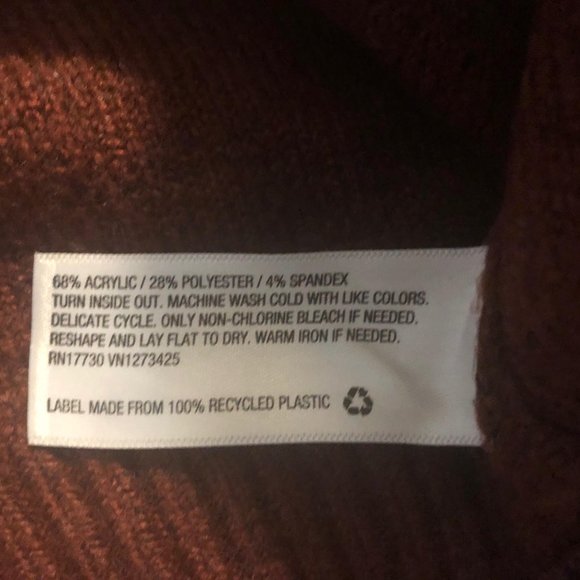 68% ACRYLIC / 28% POLYESTER / 4% SPANDEX
TURN INSIDE OUT. MACHINE WASH COLD WITH LIKE COLORS.
DELICATE CYCLE. ONLY NON-CHLORINE BLEACH IF NEEDED.
RESHAPE AND LAY FLAT TO DRY. WARM IRON IF NEEDED.
RN17730 VN1273425
LABEL MADE FROM 100% RECYCLED PLASTIC